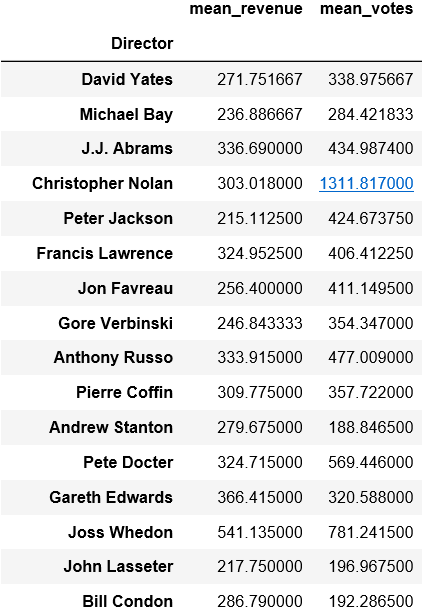 mean_revenue mean_votes
Director
David Yates 271.751667 338.975667
Michael Bay 236.886667 284.421833
J.J. Abrams 336.690000 434.987400
Christopher Nolan 303.018000 1311.817000
Peter Jackson 215.112500 424.673750
Francis Lawrence 324.952500 406.412250
Jon Favreau 256.400000 411.149500
Gore Verbinski 246.843333 354.347000
Anthony Russo 333.915000 477.009000
Pierre Coffin 309.775000 357.722000
Andrew Stanton 279.675000 188.846500
Pete Docter 324.715000 569.446000
Gareth Edwards 366.415000 320.588000
Joss Whedon 541.135000 781.241500
John Lasseter 217.750000 196.967500
Bill Condon 286.790000 192.286500